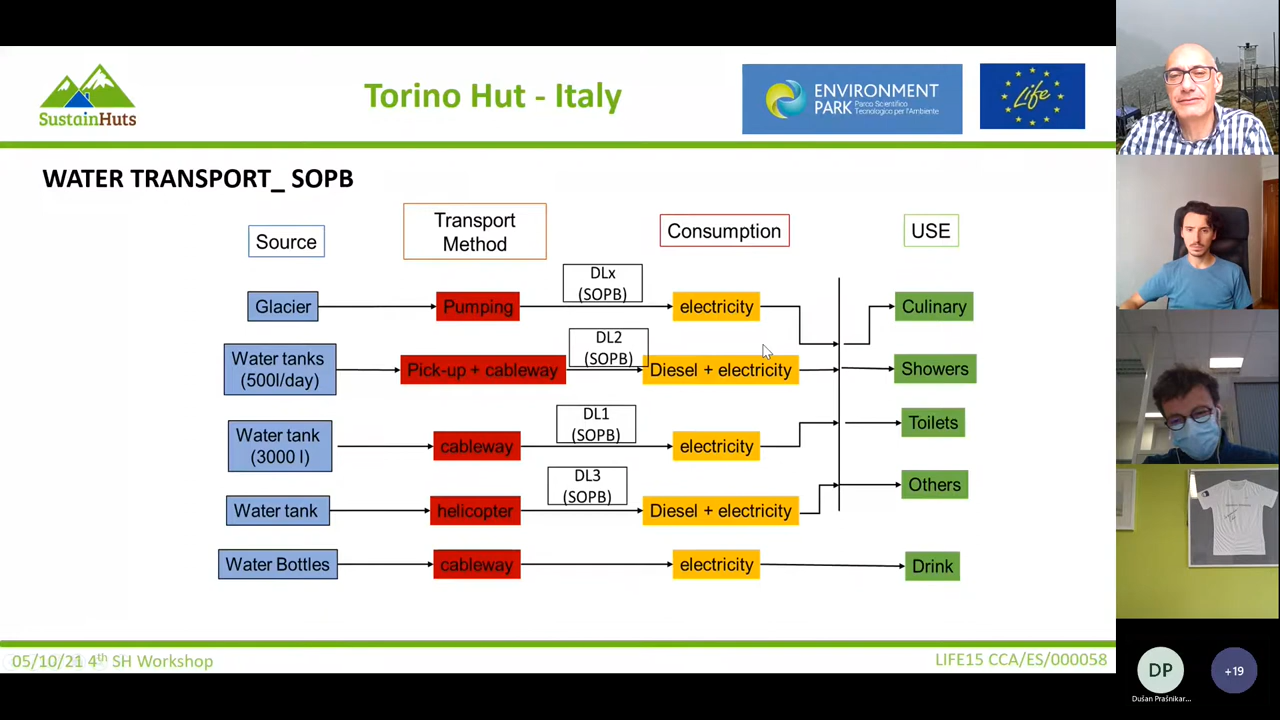 SustainHuts
Torino Hut - Italy
ENVIRONMENT
PARK
Parco Scientifico
Tecnologico per l'Ambiente
Life
WATER TRANSPORT_ SOPB
Source
Transport
Method
Consumption
USE
Glacier
Pumping
DLx
(SOPB)
electricity
Culinary
Water tanks
(500l/day)
Pick-up + cableway
DL2
(SOPB)
Diesel + electricity
Showers
Water tank
(3000 l)
cableway
DL1
(SOPB)
electricity
Toilets
Water tank
helicopter
DL3
(SOPB)
Diesel + electricity
Others
Water Bottles
cableway
electricity
Drink
05/10/21 4th SH Workshop
LIFE15 CCA/ES/000058
DP
Dušan Prašnikar...
+19